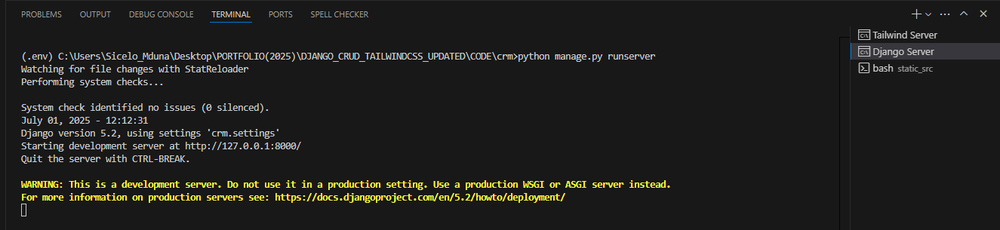 PROBLEMS OUTPUT DEBUG CONSOLE TERMINAL PORTS SPELL CHECKER
Tailwind Server
Django Server
bash static_src
(.env) C:\Users\Sicelo_Mduna\Desktop\PORTFOLIO(2025)\DJANGO_CRUD_TAILWINDCSS_UPDATED\CODE\crm>python manage.py runserver
Watching for file changes with StatReloader
Performing system checks...
System check identified no issues (0 silenced).
July 01, 2025 - 12:12:31
Django version 5.2, using settings 'crm.settings'
Starting development server at http://127.0.0.1:8000/
Quit the server with CTRL-BREAK.
WARNING: This is a development server. Do not use it in a production setting. Use a production WSGI or ASGI server instead.
For more information on production servers see: https://docs.djangoproject.com/en/5.2/howto/deployment/